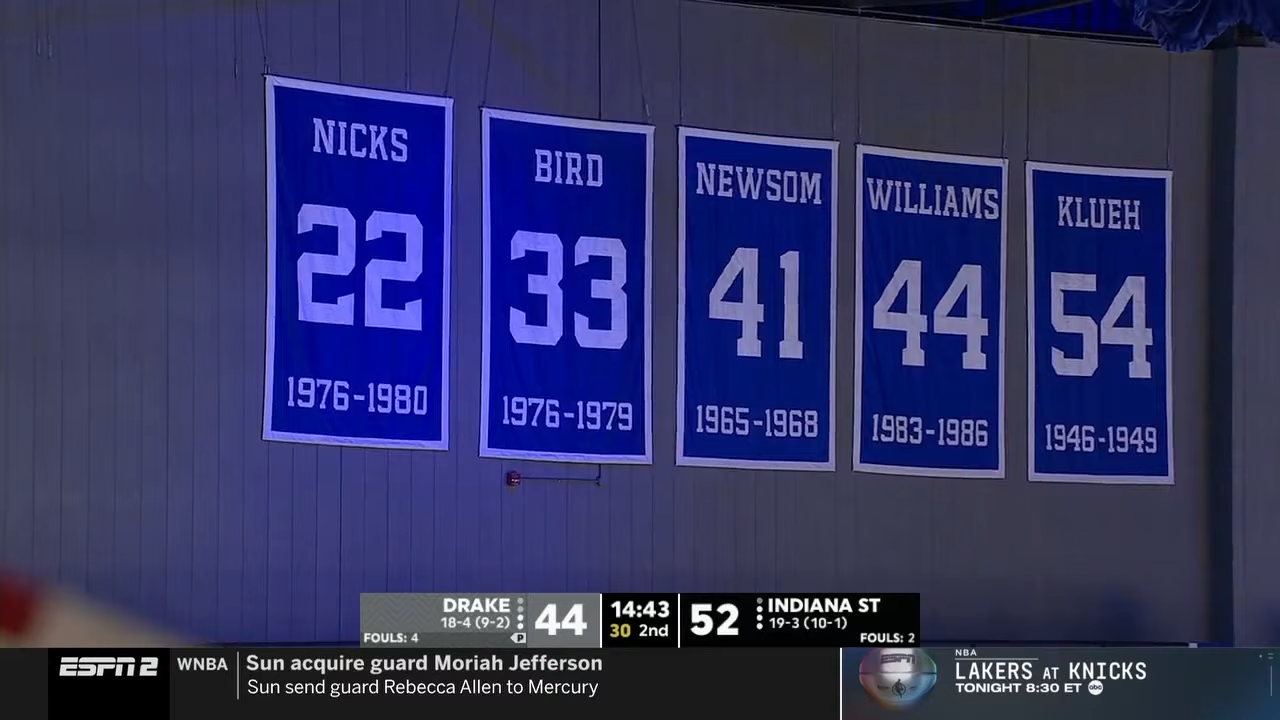 NICKS
22
1976-1980
BIRD
33
1976-1979
NEWSOM
41
1965-1968
WILLIAMS
44
1983-1986
KLUEH
54
1946-1949
DRAKE
18-4 (9-2)
FOULS: 4
P
44
14:43
30 2nd
52
INDIANA ST
19-3 (10-1)
FOULS: 2
ESPN2
WNBA
Sun acquire guard Moriah Jefferson
Sun send guard Rebecca Allen to Mercury
ESPN
NBA
LAKERS AT KNICKS
TONIGHT 8:30 ET abc